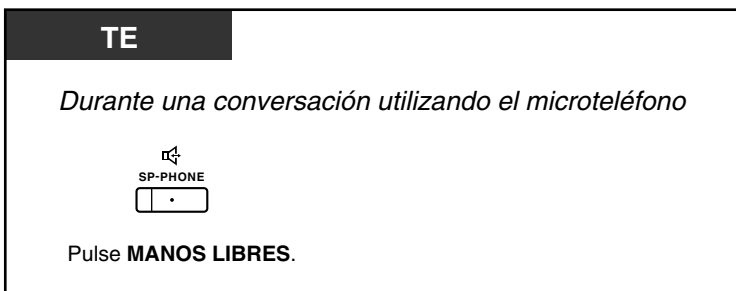 TE
Durante una conversación utilizando el microteléfono
SP-PHONE
Pulse MANOS LIBRES.